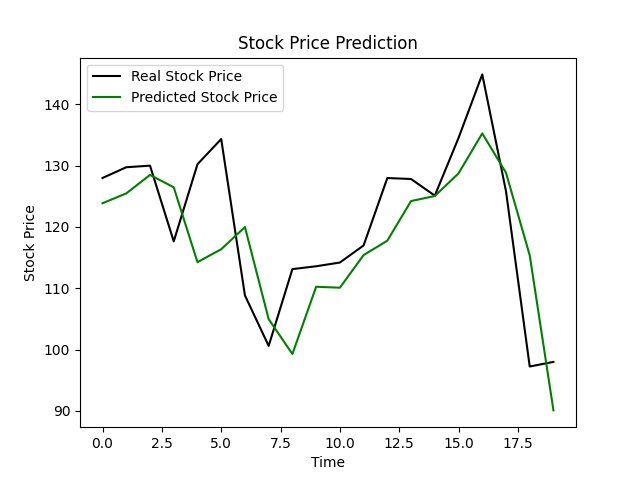 Stock Price Prediction
Real Stock Price
Predicted Stock Price
Stock Price
140
130
120
110
100
90
0.0 2.5 5.0 7.5 10.0 12.5 15.0 17.5
Time